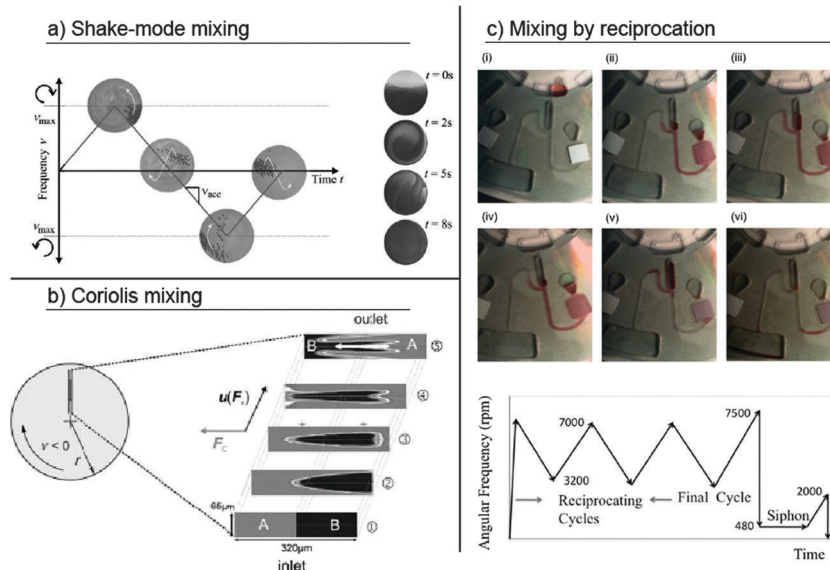 a) Shake-mode mixing
ν max
Frequency ν
Time t
ν acc
ν max
t = 0s
t = 2s
t = 5s
t = 8s
b) Coriolis mixing
outlet
B
A
⑤
u(Fν)
④
F C
③
ν < 0
r
②
65μm
A
B
①
320μm
inlet
c) Mixing by reciprocation
(i)
(ii)
(iii)
(iv)
(v)
(vi)
Angular Frequency (rpm)
7000
7500
3200
Reciprocating
Cycles
Final Cycle
2000
480
Siphon
Time